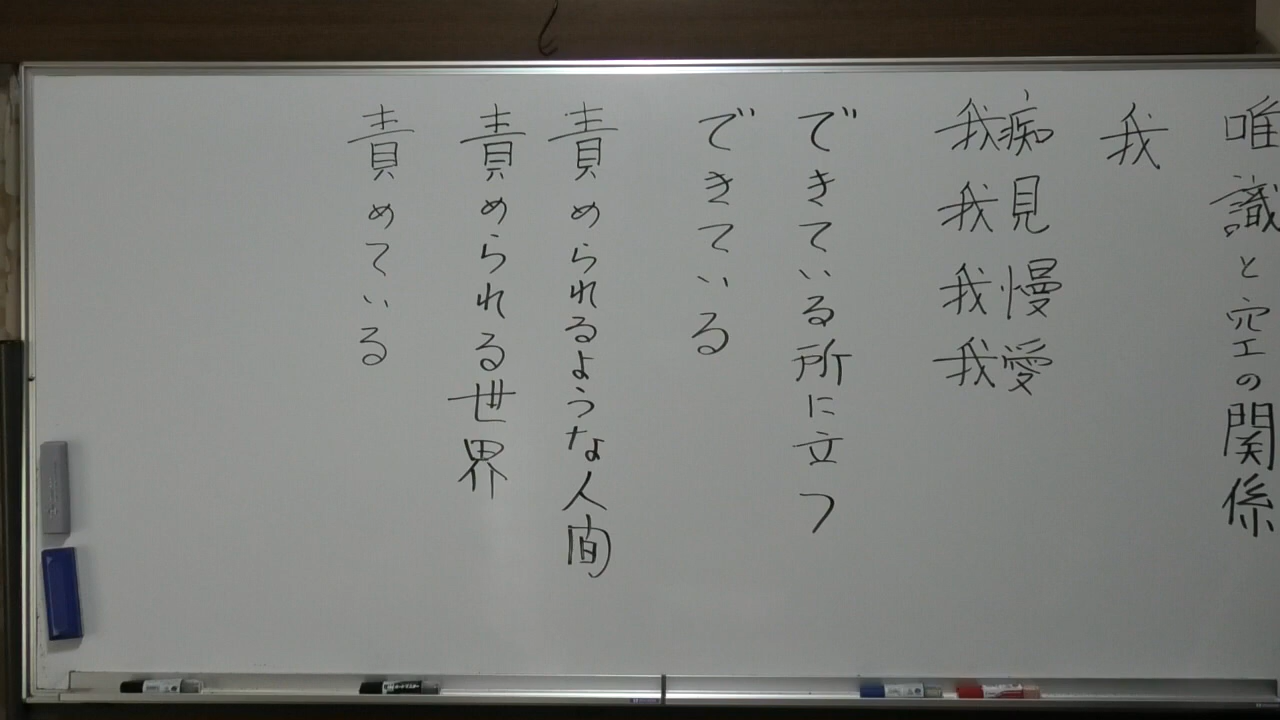 唯識と空の関係
我
我痴我見我慢我愛
できている所に立つ
できている
責められるような人間
責められる世界
責めている